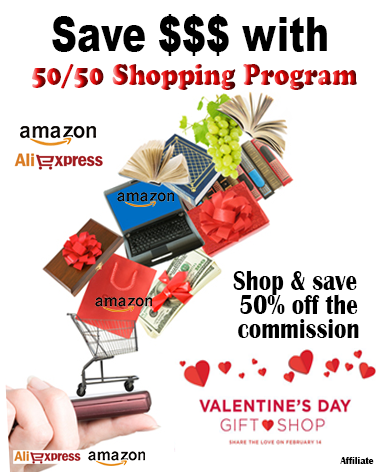 Save $$$ with
50/50 Shopping Program
amazon
AliExpress
amazon
amazon
Shop & save
50% off the
commission
VALENTINE'S DAY
GIFT SHOP
SHARE THE LOVE ON FEBRUARY 14
AliExpress amazon
Affiliate